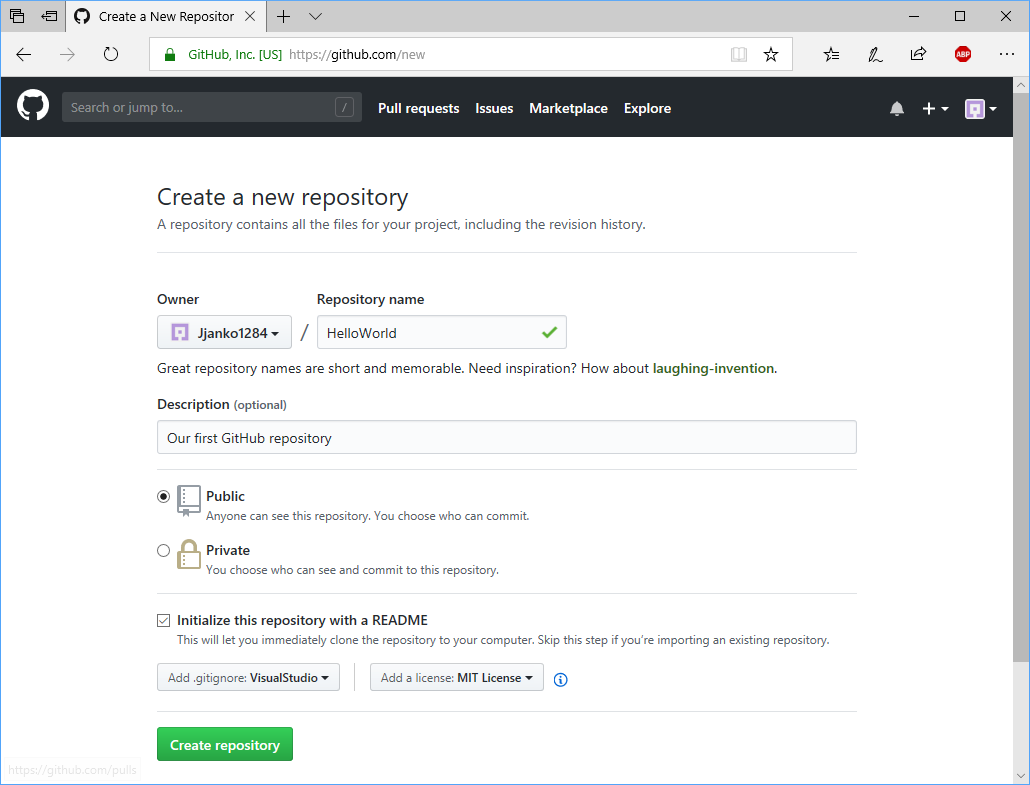 Create a New Repositor
GitHub, Inc. [US] https://github.com/new
ABP
Search or jump to... /
Pull requests Issues Marketplace Explore
Create a new repository
A repository contains all the files for your project, including the revision history.
Owner Repository name
Jjanko1284 / HelloWorld
Great repository names are short and memorable. Need inspiration? How about laughing-invention.
Description (optional)
Our first GitHub repository
Public
Anyone can see this repository. You choose who can commit.
Private
You choose who can see and commit to this repository.
Initialize this repository with a README
This will let you immediately clone the repository to your computer. Skip this step if you're importing an existing repository.
Add .gitignore: VisualStudio Add a license: MIT License
Create repository
https://github.com/pulls